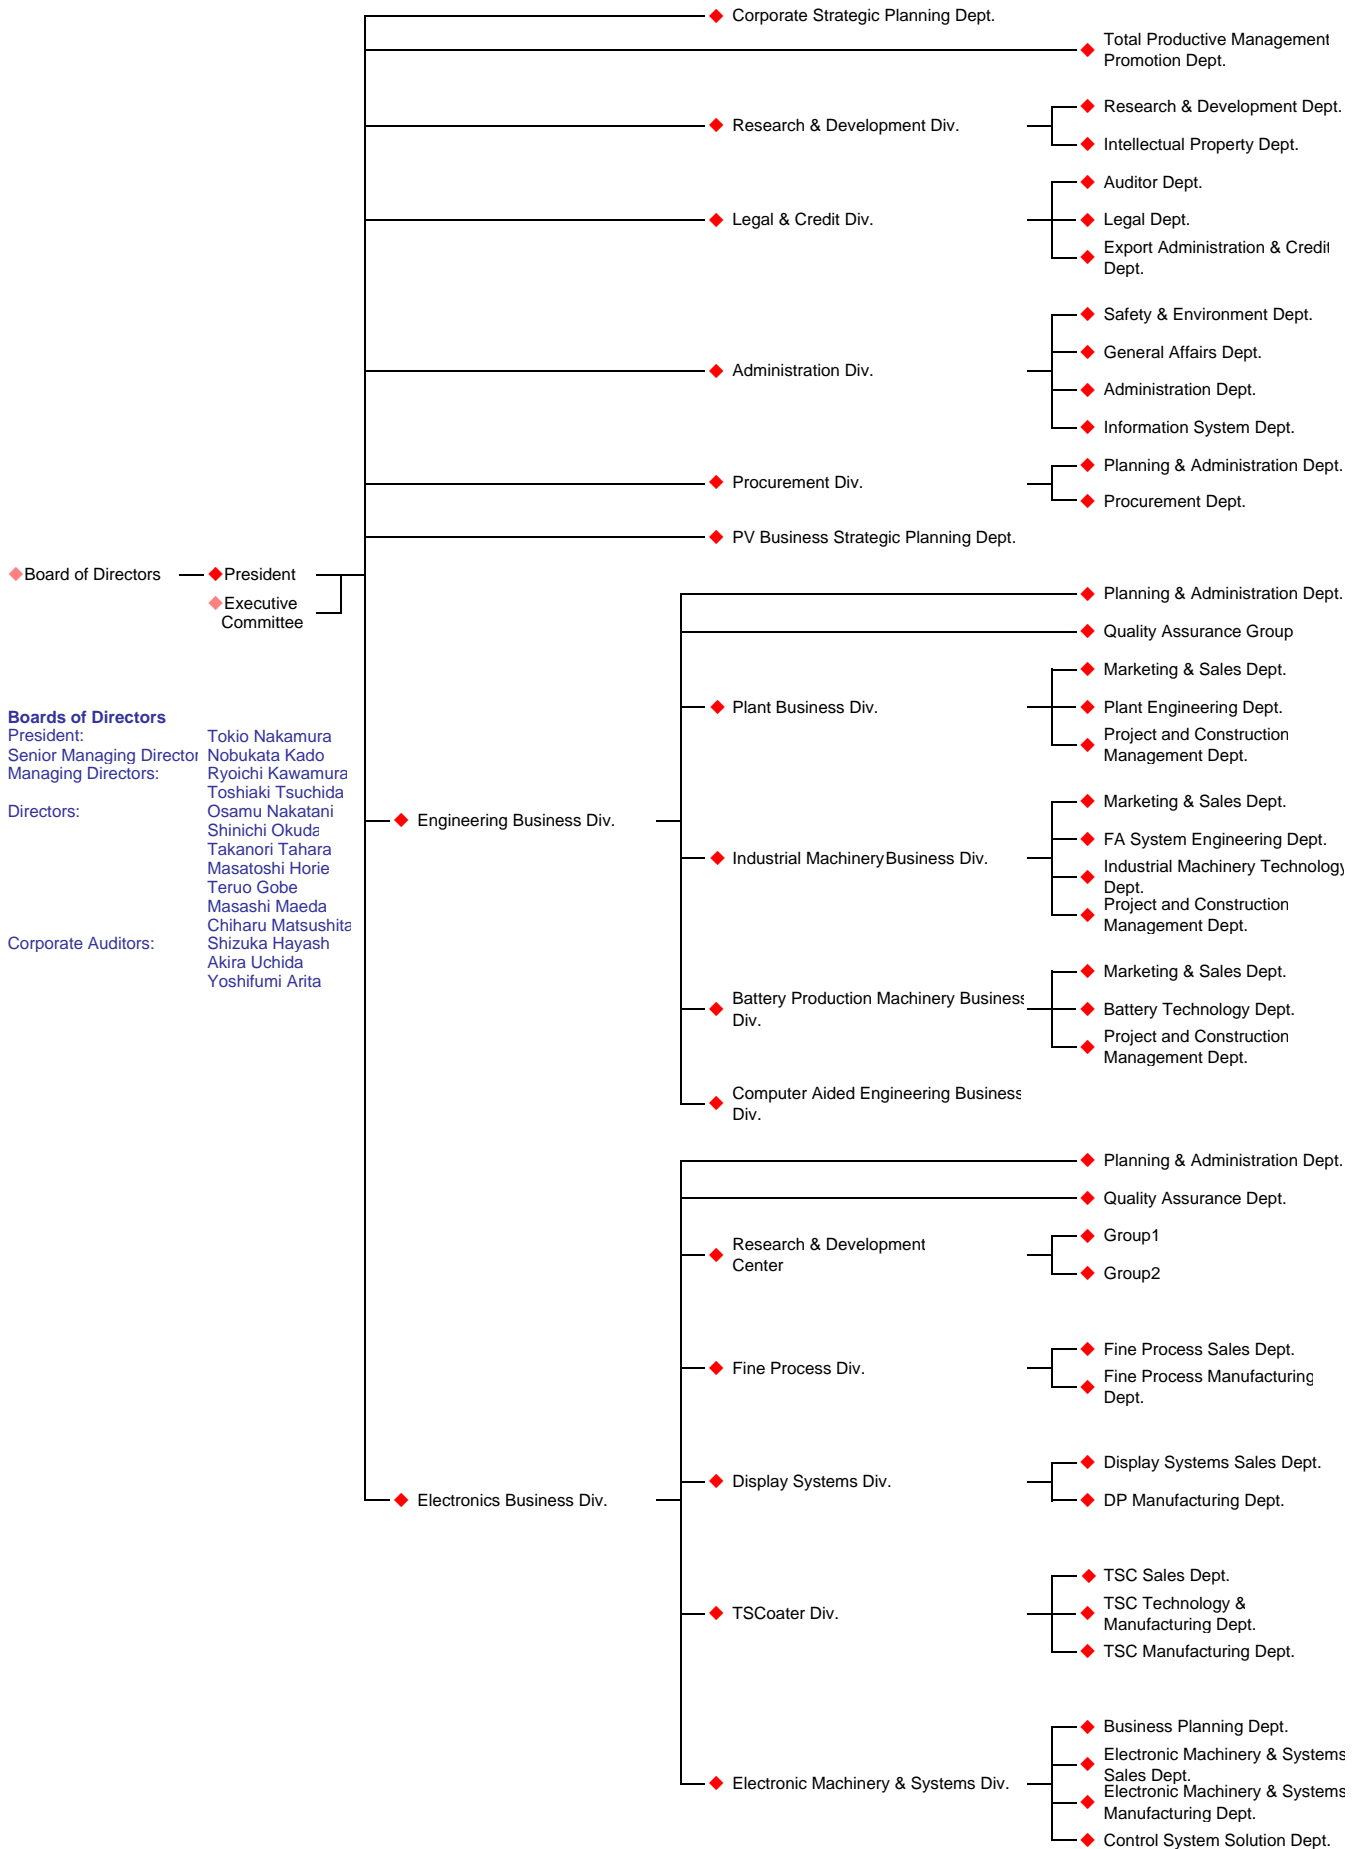 Corporate Strategic Planning Dept.
Total Productive Management
Promotion Dept.
Research & Development Div.
Research & Development Dept.
Intellectual Property Dept.
Legal & Credit Div.
Auditor Dept.
Legal Dept.
Export Administration & Credit
Dept.
Administration Div.
Safety & Environment Dept.
General Affairs Dept.
Administration Dept.
Information System Dept.
Procurement Div.
Planning & Administration Dept.
Procurement Dept.
PV Business Strategic Planning Dept.
Board of Directors
President
Executive
Committee
Boards of Directors
President: Tokio Nakamura
Senior Managing Director Nobukata Kado
Managing Directors: Ryoichi Kawamura
Toshiaki Tsuchida
Directors: Osamu Nakatani
Shinichi Okuda
Takanori Tahara
Masatoshi Horie
Teruo Gobe
Masashi Maeda
Chiharu Matsushita
Corporate Auditors: Shizuka Hayash
Akira Uchida
Yoshifumi Arita
Engineering Business Div.
Planning & Administration Dept.
Quality Assurance Group
Plant Business Div.
Marketing & Sales Dept.
Plant Engineering Dept.
Project and Construction
Management Dept.
Industrial Machinery Business Div.
Marketing & Sales Dept.
FA System Engineering Dept.
Industrial Machinery Technology
Dept.
Project and Construction
Management Dept.
Battery Production Machinery Business
Div.
Marketing & Sales Dept.
Battery Technology Dept.
Project and Construction
Management Dept.
Computer Aided Engineering Business
Div.
Electronics Business Div.
Planning & Administration Dept.
Quality Assurance Dept.
Research & Development
Center
Group1
Group2
Fine Process Div.
Fine Process Sales Dept.
Fine Process Manufacturing
Dept.
Display Systems Div.
Display Systems Sales Dept.
DP Manufacturing Dept.
TSCoater Div.
TSC Sales Dept.
TSC Technology &
Manufacturing Dept.
TSC Manufacturing Dept.
Electronic Machinery & Systems Div.
Business Planning Dept.
Electronic Machinery & Systems
Sales Dept.
Electronic Machinery & Systems
Manufacturing Dept.
Control System Solution Dept.